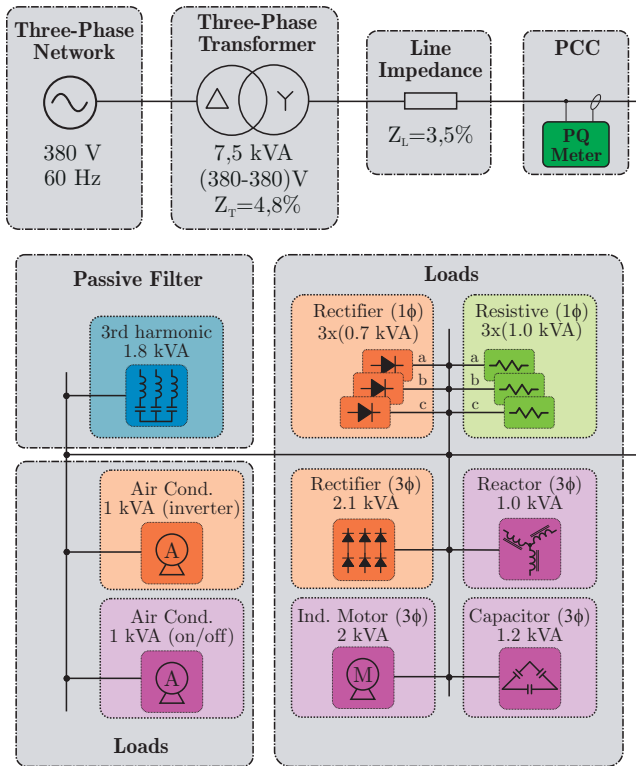 Three-Phase
Network
380 V
60 Hz
Three-Phase
Transformer
7,5 kVA
(380-380)V
Z_T=4,8%
Line
Impedance
Z_L=3,5%
PCC
PQ
Meter
Passive Filter
3rd harmonic
1.8 kVA
Air Cond.
1 kVA (inverter)
A
Air Cond.
1 kVA (on/off)
A
Loads
Loads
Rectifier (1ϕ)
3x(0.7 kVA)
Resistive (1ϕ)
3x(1.0 kVA)
a a
b b
c c
Rectifier (3ϕ)
2.1 kVA
Reactor (3ϕ)
1.0 kVA
Ind. Motor (3ϕ)
2 kVA
M
Capacitor (3ϕ)
1.2 kVA